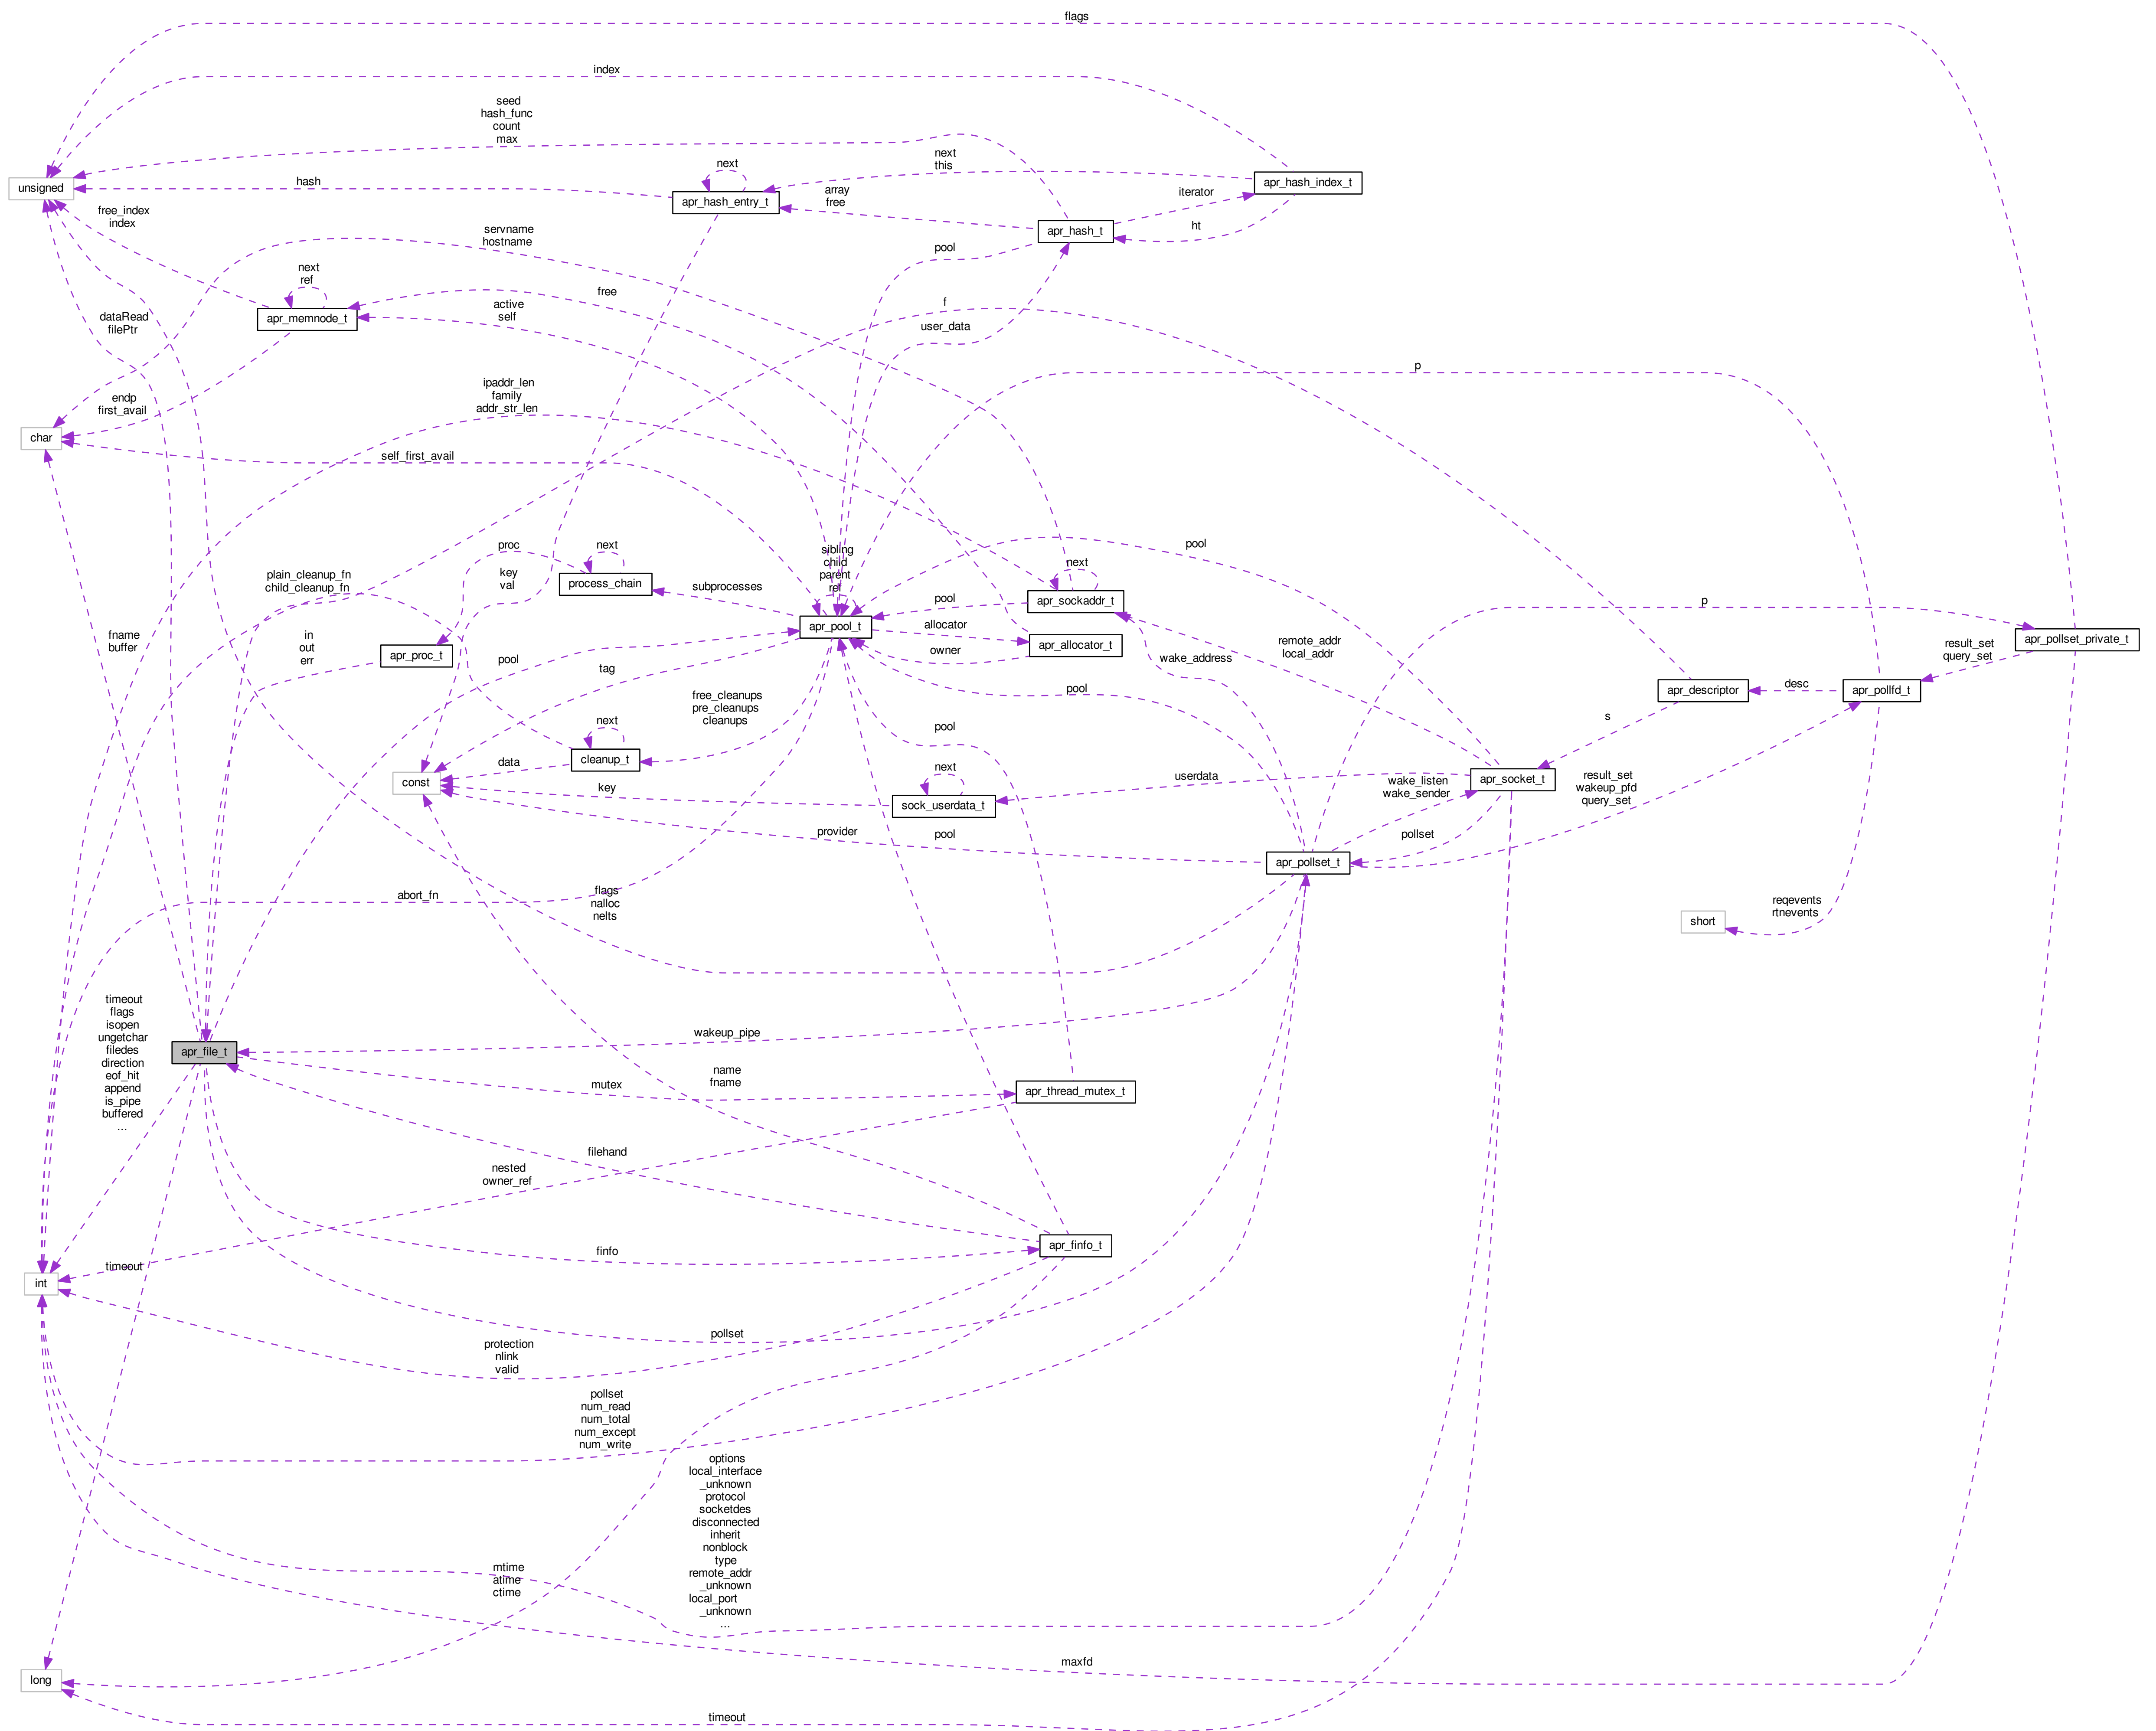 flags
index
seed
hash_func
count
max
next
this
next
unsigned
hash
apr_hash_index_t
iterator
array
free
apr_hash_entry_t
free_index
index
ht
apr_hash_t
servname
hostname
pool
next
ref
free
active
self
f
dataRead
filePtr
apr_memnode_t
user_data
p
ipaddr_len
family
addr_str_len
endp
first_avail
char
self_first_avail
proc
next
sibling
child
parent
ref
pool
plain_cleanup_fn
child_cleanup_fn
key
val
process_chain
subprocesses
next
pool
apr_sockaddr_t
p
fname
buffer
in
out
err
apr_proc_t
apr_pool_t
allocator
apr_allocator_t
owner
remote_addr
local_addr
apr_pollset_private_t
pool
tag
wake_address
result_set
query_set
free_cleanups
pre_cleanups
cleanups
pool
apr_descriptor
desc
apr_pollfd_t
s
next
pool
cleanup_t
data
const
next
key
sock_userdata_t
userdata
wake_listen
wake_sender
apr_socket_t
result_set
wakeup_pfd
query_set
provider
pool
pollset
apr_pollset_t
abort_fn
flags
nalloc
nelts
short
reqevents
rtnevents
timeout
flags
isopen
ungetchar
filedes
direction
eof_hit
append
is_pipe
buffered
...
wakeup_pipe
apr_file_t
mutex
name
fname
apr_thread_mutex_t
filehand
nested
owner_ref
apr_finfo_t
finfo
timeout
int
pollset
protection
nlink
valid
pollset
num_read
num_total
num_except
num_write
options
local_interface
_unknown
protocol
socketdes
disconnected
inherit
nonblock
type
remote_addr
_unknown
local_port
_unknown
...
mtime
atime
ctime
long
maxfd
timeout